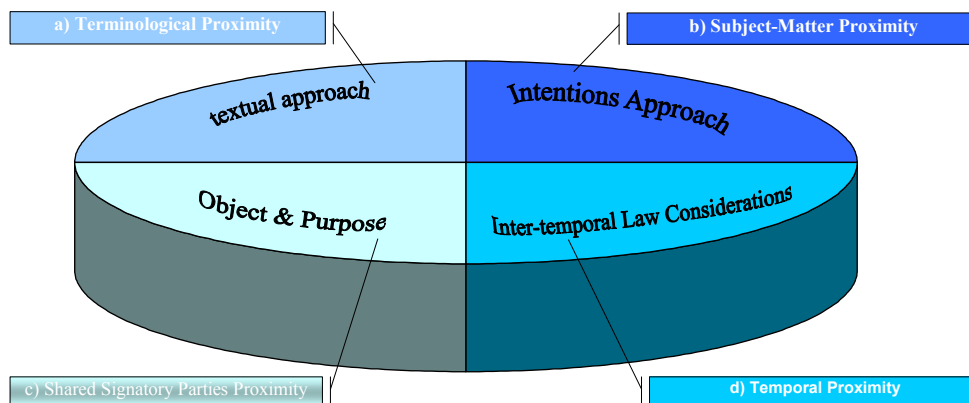 a) Terminological Proximity
b) Subject-Matter Proximity
textual approach
Intentions Approach
Object & Purpose
Inter-temporal Law Considerations
c) Shared Signatory Parties Proximity
d) Temporal Proximity